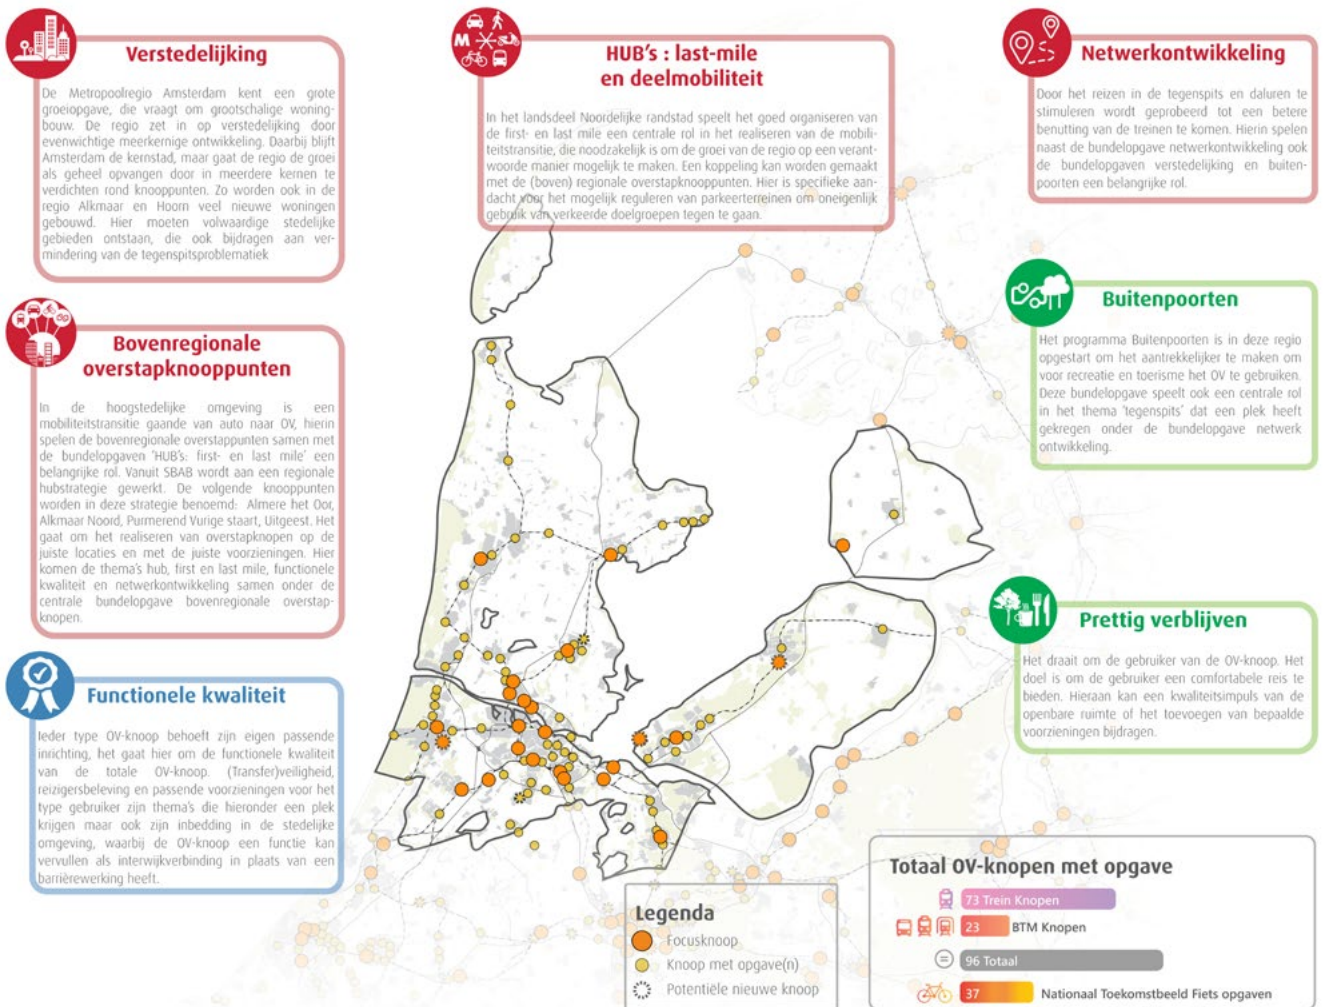 Verstedelijking
De Metropoolregio Amsterdam kent een grote
groeiopgave, die vraagt om grootschalige woning-
bouw. De regio zet in op verstedelijking door
evenwichtige meerkernige ontwikkeling. Daarbij blijft
Amsterdam de kernstad, maar gaat de regio de groei
als geheel opvangen door in meerdere kernen te
verdichten rond knooppunten. Zo worden ook in de
regio Alkmaar en Hoorn veel nieuwe woningen
gebouwd. Hier moeten volwaardige stedelijke
gebieden ontstaan, die ook bijdragen aan ver-
mindering van de tegenspitsproblematiek
Bovenregionale
overstapknooppunten
In de hoogstedelijke omgeving is een
mobiliteitstransitie gaande van auto naar OV, hierin
spelen de bovenregionale overstappunten samen met
de bundelopgaven 'HUB's: first- en last mile' een
belangrijke rol. Vanuit SBAB wordt aan een regionale
hubstrategie gewerkt. De volgende knooppunten
worden in deze strategie benoemd: Almere het Oor,
Alkmaar Noord, Purmerend Vurige staart, Uitgeest. Het
gaat om het realiseren van overstapknopen op de
juiste locaties en met de juiste voorzieningen. Hier
komen de thema's hub, first en last mile, functionele
kwaliteit en netwerkontwikkeling samen onder de
centrale bundelopgave bovenregionale overstap-
knopen.
Functionele kwaliteit
Ieder type OV-knoop behoeft zijn eigen passende
inrichting, het gaat hier om de functionele kwaliteit
van de totale OV-knoop. (Transfer)veiligheid,
reizigersbeleving en passende voorzieningen voor het
type gebruiker zijn thema's die hieronder een plek
krijgen maar ook zijn inbedding in de stedelijke
omgeving, waarbij de OV-knoop een functie kan
vervullen als interwijkverbinding in plaats van een
barrièrewerking heeft.
M
HUB's : last-mile
en deelmobiliteit
In het landsdeel Noordelijke randstad speelt het goed organiseren van
de first- en last mile een centrale rol in het realiseren van de mobili-
teitstransitie, die noodzakelijk is om de groei van de regio op een verant-
woorde manier mogelijk te maken. Een koppeling kan worden gemaakt
met de (boven) regionale overstapknooppunten. Hier is specifieke aan-
dacht voor het mogelijk reguleren van parkeerterreinen om oneigenlijk
gebruik van verkeerde doelgroepen tegen te gaan.
Netwerkontwikkeling
Door het reizen in de tegenspits en daluren te
stimuleren wordt geprobeerd tot een betere
benutting van de treinen te komen. Hierin spelen
naast de bundelopgave netwerkontwikkeling ook
de bundelopgaven verstedelijking en buiten-
poorten een belangrijke rol.
Buitenpoorten
Het programma Buitenpoorten is in deze regio
opgestart om het aantrekkelijker te maken om
voor recreatie en toerisme het OV te gebruiken.
Deze bundelopgave speelt ook een centrale rol
in het thema 'tegenspits' dat een plek heeft
gekregen onder de bundelopgave netwerk
ontwikkeling.
Prettig verblijven
Het draait om de gebruiker van de OV-knoop. Het
doel is om de gebruiker een comfortabele reis te
bieden. Hieraan kan een kwaliteitsimpuls van de
openbare ruimte of het toevoegen van bepaalde
voorzieningen bijdragen.
Legenda
Focusknoop
Knoop met opgave(n)
Potentiële nieuwe knoop
Totaal OV-knopen met opgave
73 Trein Knopen
23 BTM Knopen
96 Totaal
37 Nationaal Toekomstbeeld Fiets opgaven